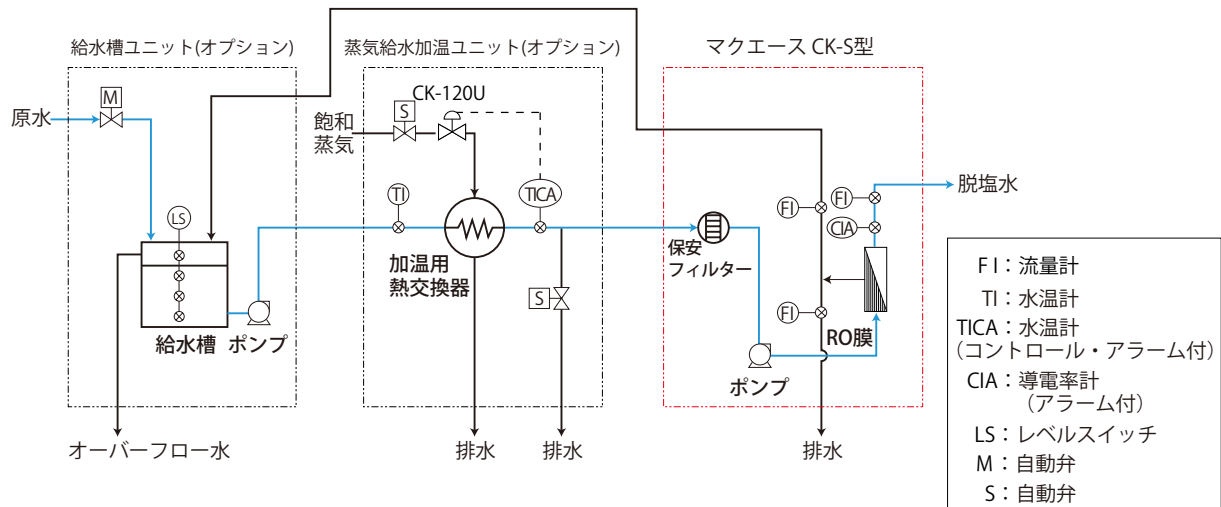 給水槽ユニット(オプション)
蒸気給水加温ユニット(オプション)
マクエース CK-S型
M
原水
CK-120U
S
飽和
蒸気
LS
TI
TICA
FI
FI
CIA
脱塩水
加温用
熱交換器
S
保安
フィルター
FI
RO膜
給水槽
ポンプ
ポンプ
オーバーフロー水
排水
排水
排水
F I：流量計
TI：水温計
TICA：水温計
（コントロール・アラーム付）
CIA：導電率計
（アラーム付）
LS：レベルスイッチ
M：自動弁
S：自動弁